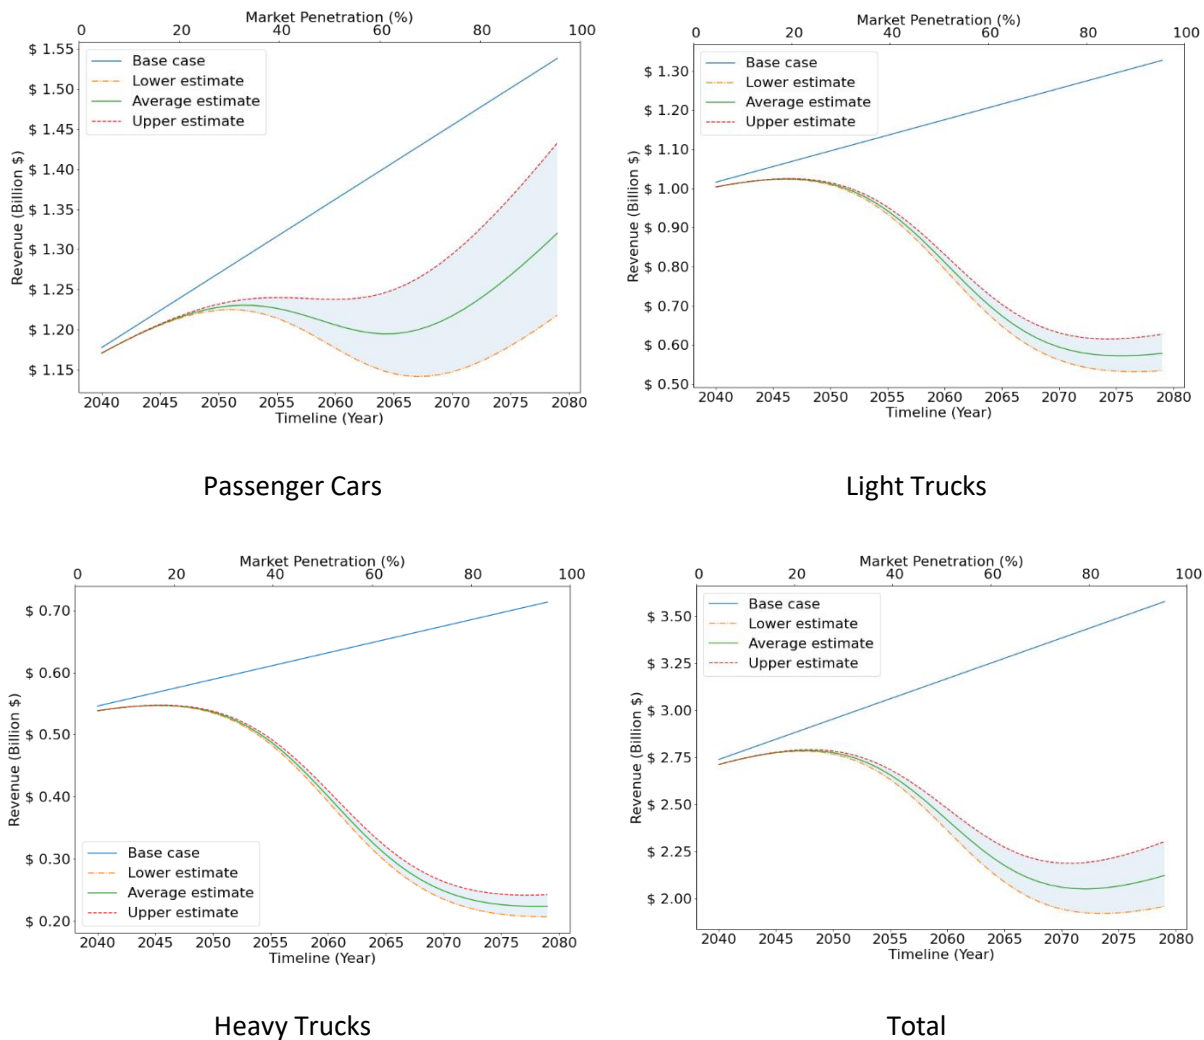 Market Penetration (%)
0 20 40 60 80 100
Revenue (Billion $)
$ 1.55
$ 1.50
$ 1.45
$ 1.40
$ 1.35
$ 1.30
$ 1.25
$ 1.20
$ 1.15
Base case
Lower estimate
Average estimate
Upper estimate
2040 2045 2050 2055 2060 2065 2070 2075 2080
Timeline (Year)
Passenger Cars
Market Penetration (%)
0 20 40 60 80 100
Revenue (Billion $)
$ 1.30
$ 1.20
$ 1.10
$ 1.00
$ 0.90
$ 0.80
$ 0.70
$ 0.60
$ 0.50
Base case
Lower estimate
Average estimate
Upper estimate
2040 2045 2050 2055 2060 2065 2070 2075 2080
Timeline (Year)
Light Trucks
Market Penetration (%)
0 20 40 60 80 100
Revenue (Billion $)
$ 0.70
$ 0.60
$ 0.50
$ 0.40
$ 0.30
$ 0.20
Base case
Lower estimate
Average estimate
Upper estimate
2040 2045 2050 2055 2060 2065 2070 2075 2080
Timeline (Year)
Heavy Trucks
Market Penetration (%)
0 20 40 60 80 100
Revenue (Billion $)
$ 3.50
$ 3.25
$ 3.00
$ 2.75
$ 2.50
$ 2.25
$ 2.00
Base case
Lower estimate
Average estimate
Upper estimate
2040 2045 2050 2055 2060 2065 2070 2075 2080
Timeline (Year)
Total